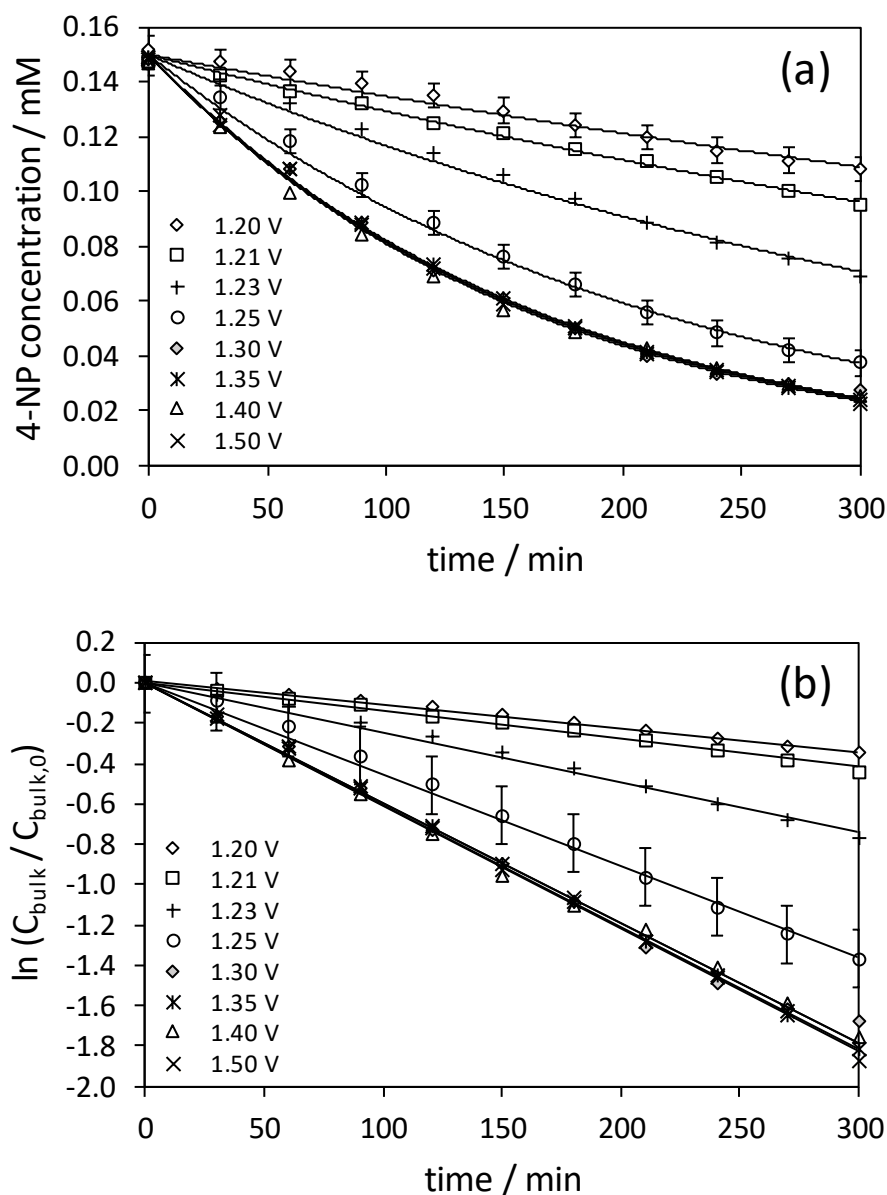 (a)
4-NP concentration / mM
0.16
0.14
0.12
0.10
0.08
0.06
0.04
0.02
0.00
1.20 V
1.21 V
1.23 V
1.25 V
1.30 V
1.35 V
1.40 V
1.50 V
0 50 100 150 200 250 300
time / min
(b)
ln (C_bulk / C_bulk,0)
0.2
0.0
-0.2
-0.4
-0.6
-0.8
-1.0
-1.2
-1.4
-1.6
-1.8
-2.0
1.20 V
1.21 V
1.23 V
1.25 V
1.30 V
1.35 V
1.40 V
1.50 V
0 50 100 150 200 250 300
time / min